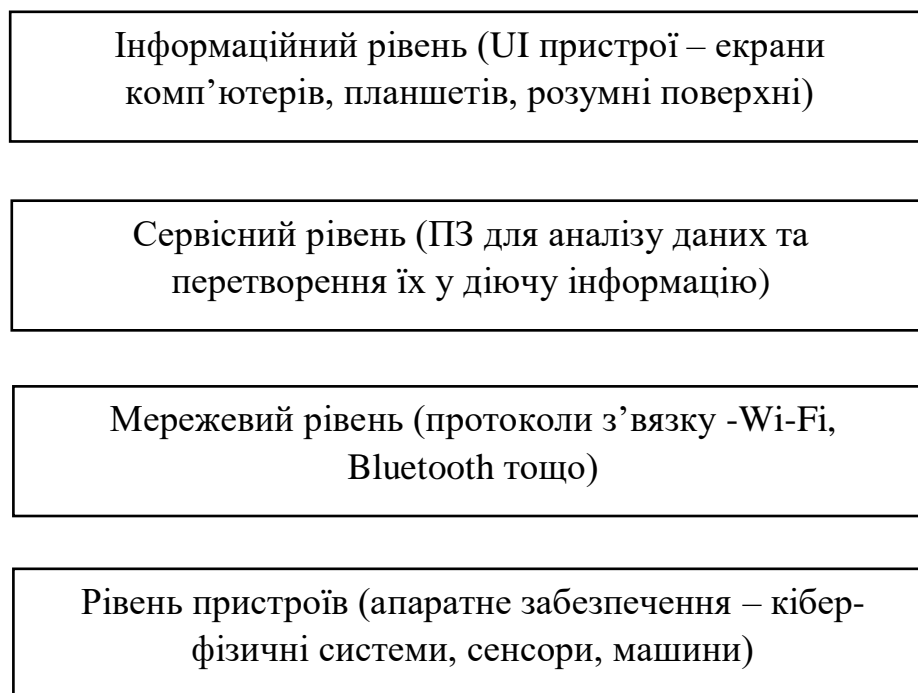 Інформаційний рівень (UI пристрої – екрани
комп’ютерів, планшетів, розумні поверхні)
Сервісний рівень (ПЗ для аналізу даних та
перетворення їх у діючу інформацію)
Мережевий рівень (протоколи з’вязку -Wi-Fi,
Bluetooth тощо)
Рівень пристроїв (апаратне забезпечення – кібер-
фізичні системи, сенсори, машини)